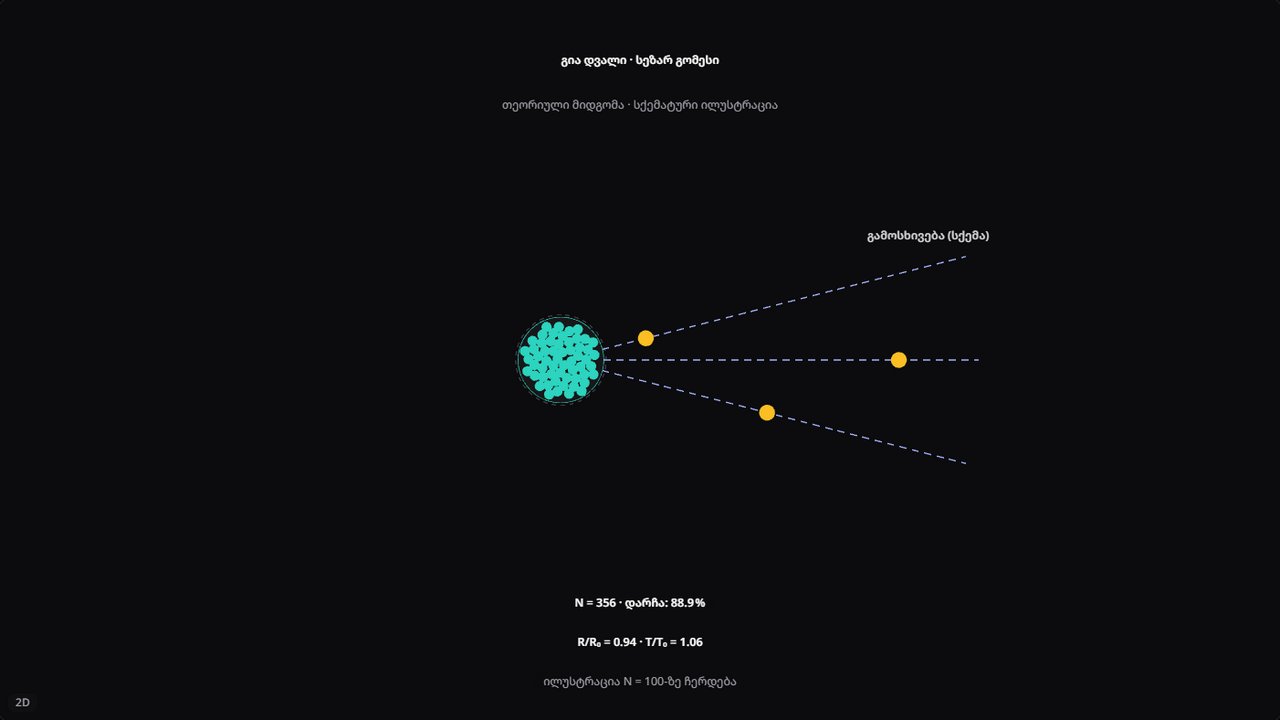 გია დვალი · სეზარ გომესი
თეორიული მიდგომა · სქემატური ილუსტრაცია
გამოსხივება (სქემა)
N = 356 · დარჩა: 88.9%
R/R₀ = 0.94 · T/T₀ = 1.06
ილუსტრაცია N = 100-ზე ჩერდება
2D